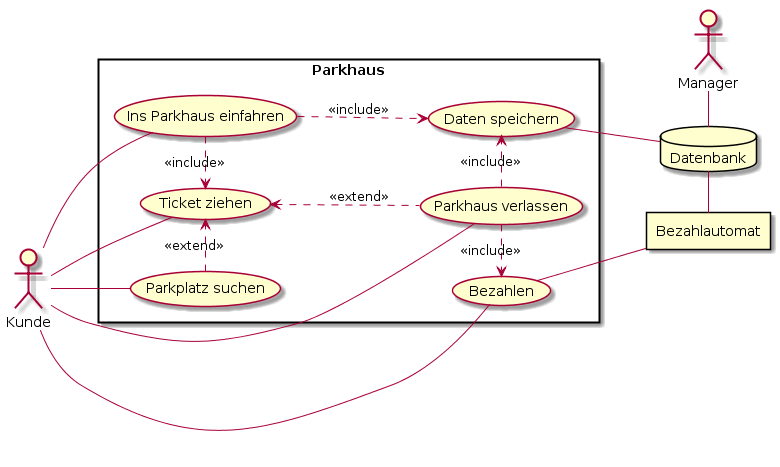 Manager
Parkhaus
Ins Parkhaus einfahren
«include»
Daten speichern
«include»
«include»
Datenbank
Ticket ziehen
«extend»
Parkhaus verlassen
Bezahlautomat
«extend»
«include»
Parkplatz suchen
Bezahlen
Kunde